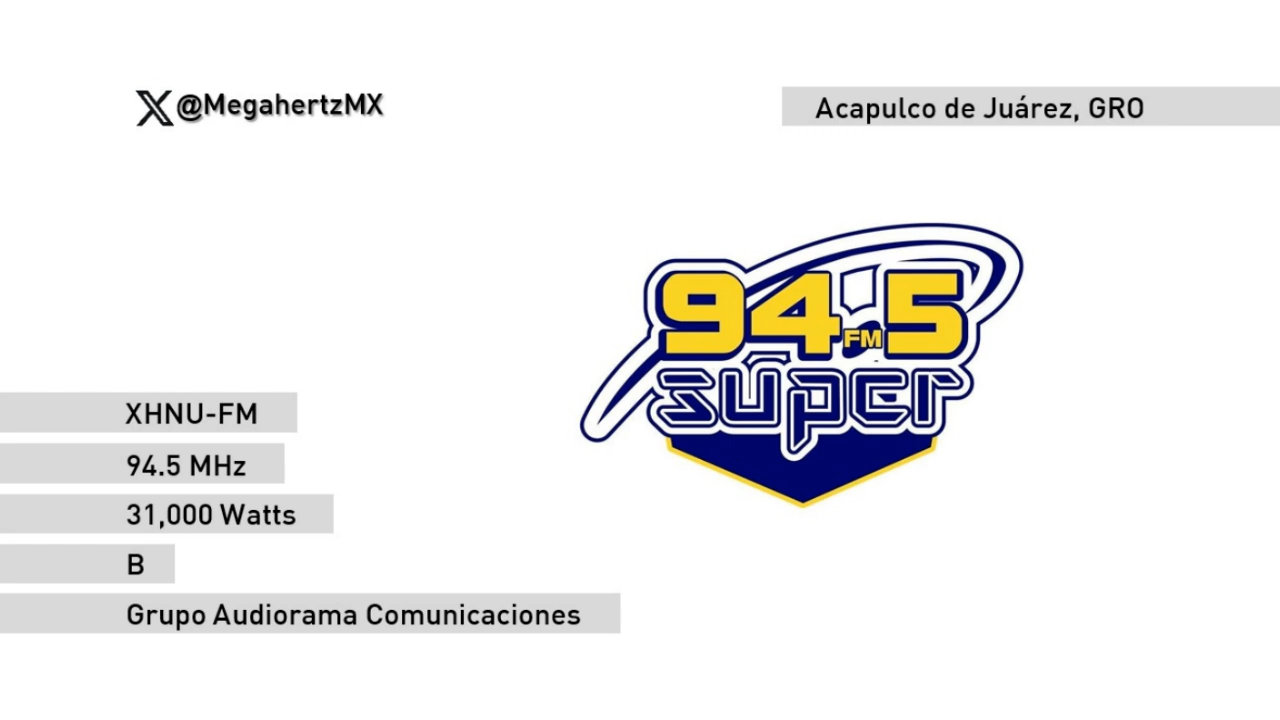 @MegahertzMX
Acapulco de Juárez, GRO
94.5
FM
súper
XHNU-FM
94.5 MHz
31,000 Watts
B
Grupo Audiorama Comunicaciones